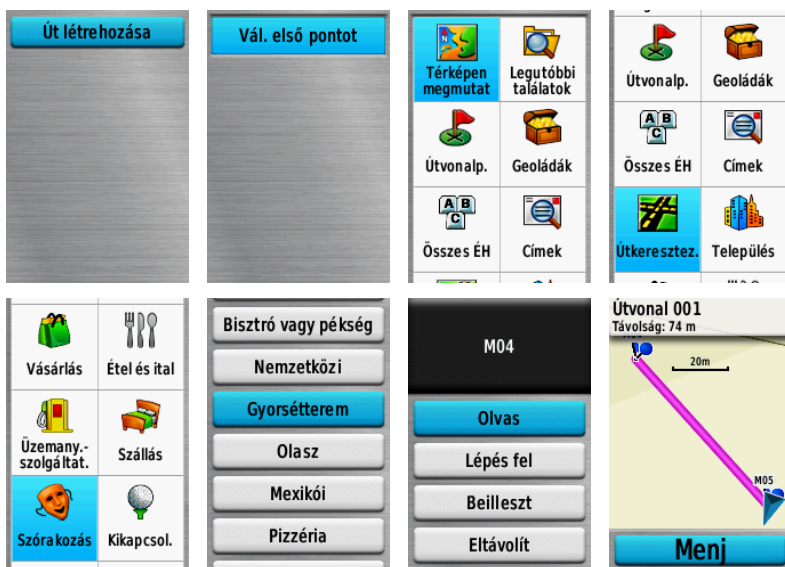 Út létrehozása
Vál. első pontot
Térképen megmutat
Legutóbbi találatok
Útvonalp.
Geoládák
Összes ÉH
Címek
Útvonalp.
Geoládák
Összes ÉH
Címek
Útkeresztez.
Település
Vásárlás
Étel és ital
Üzemany.-szolgáltat.
Szállás
Szórakozás
Kikapcsol.
Bisztró vagy pékség
Nemzetközi
Gyorsétterem
Olasz
Mexikói
Pizzéria
M04
Olvas
Lépés fel
Beilleszt
Eltávolít
Útvonal 001
Távolság: 74 m
20m
M05
Menj